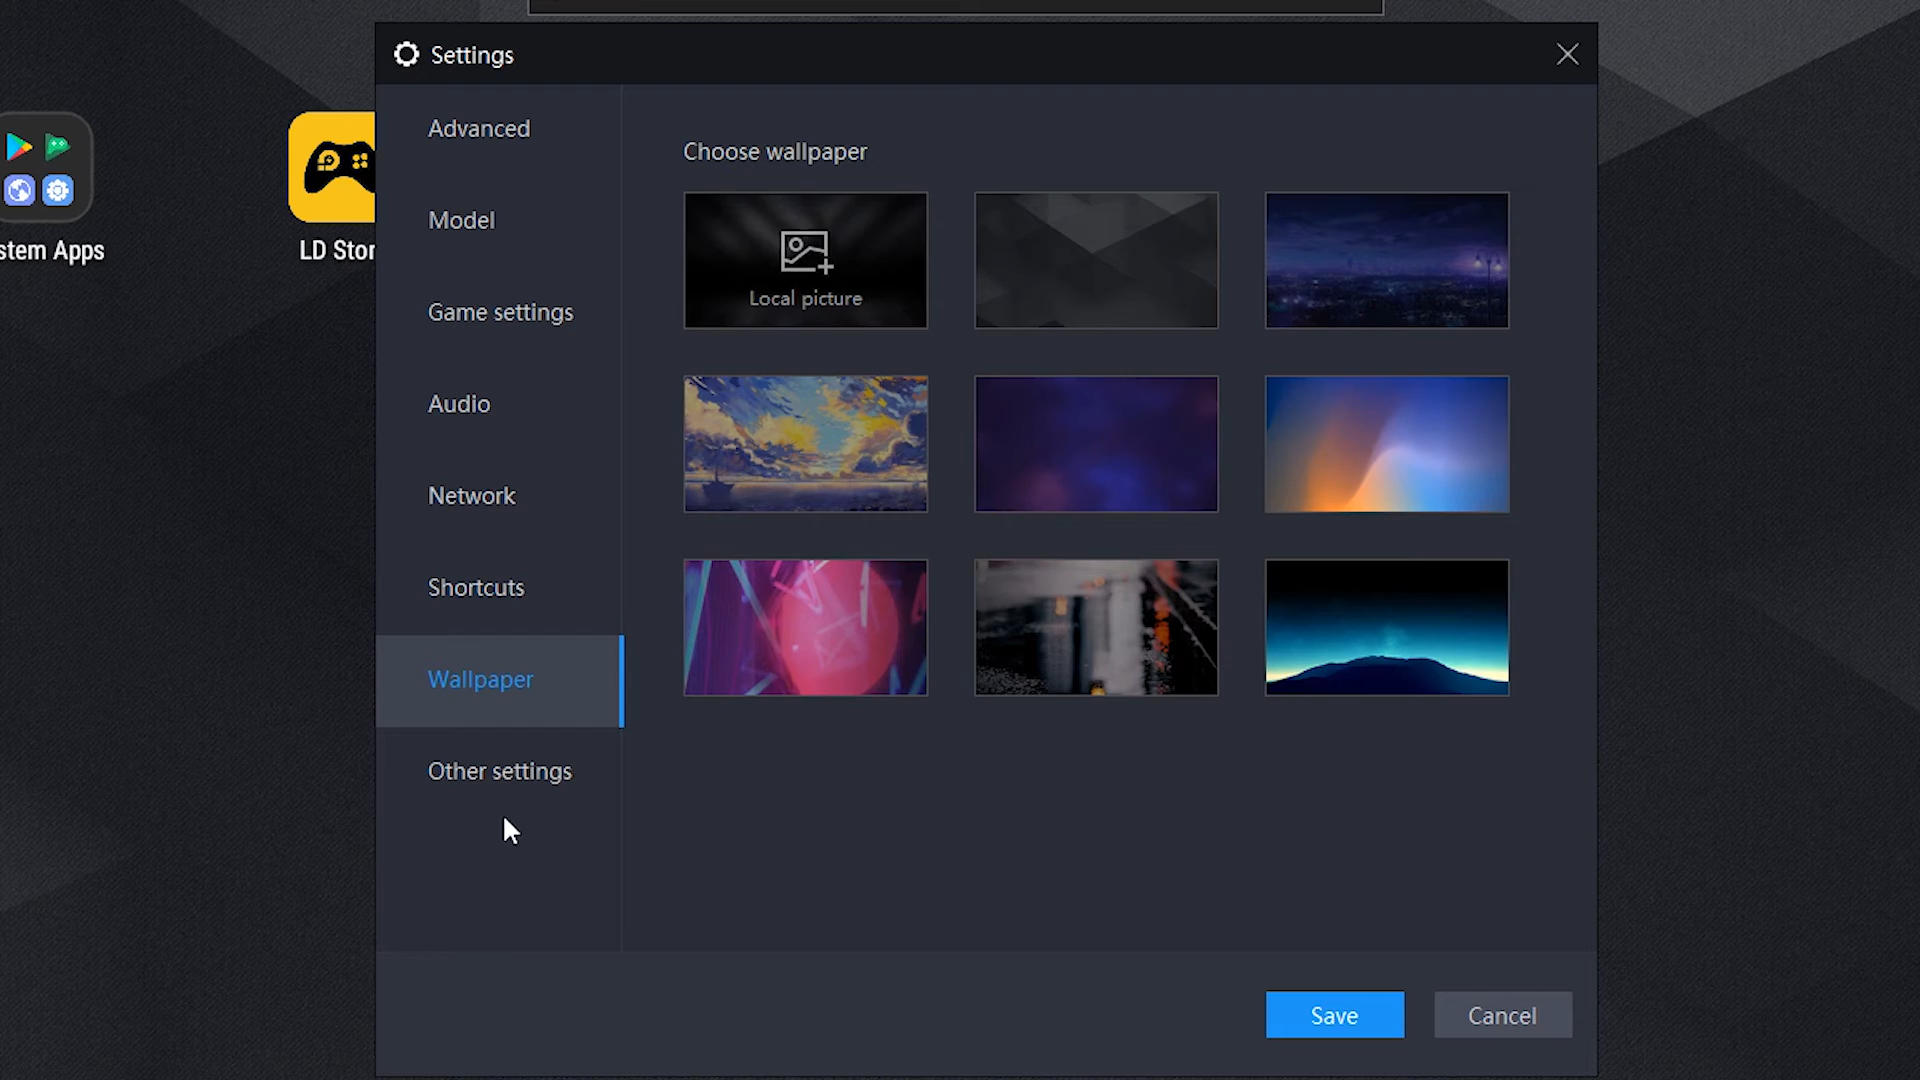 Settings
Advanced
Model
Game settings
Audio
Network
Shortcuts
Wallpaper
Other settings
Choose wallpaper
Local picture
stem Apps
LD Stor
Save
Cancel